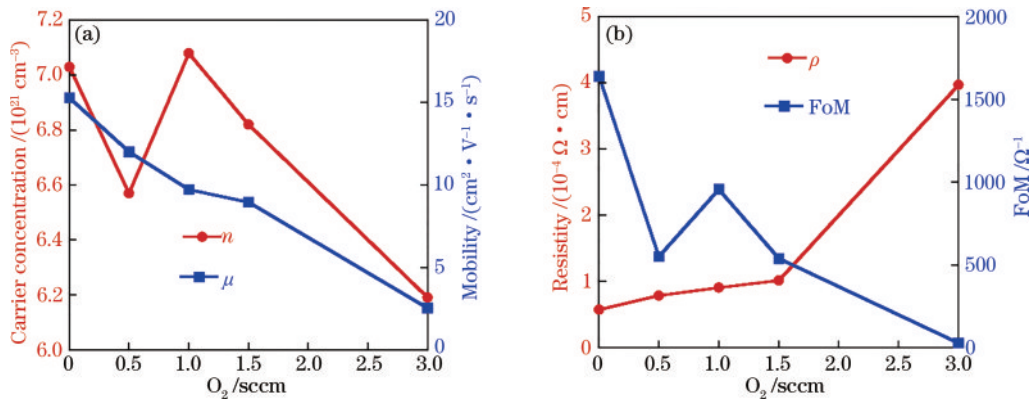 (a)
7.2
7.0
6.8
6.6
6.4
6.2
6.0
Carrier concentration /(10²¹ cm⁻³)
20
15
10
5
0
Mobility /(cm² • V⁻¹ • s⁻¹)
n
μ
0 0.5 1.0 1.5 2.0 2.5 3.0
O₂ /sccm
(b)
5
4
3
2
1
0
Resistity /(10⁻⁴ Ω • cm)
2000
1500
1000
500
0
FoM /Ω⁻¹
ρ
FoM
0 0.5 1.0 1.5 2.0 2.5 3.0
O₂ /sccm